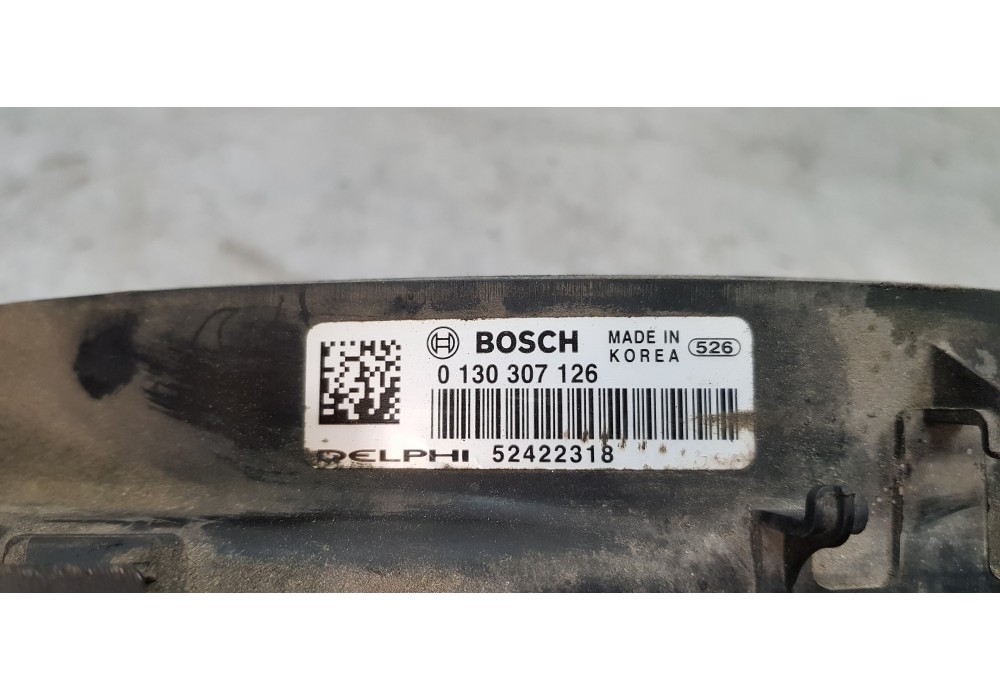 BOSCH MADE IN
KOREA 526
0 130 307 126
DELPHI 52422318